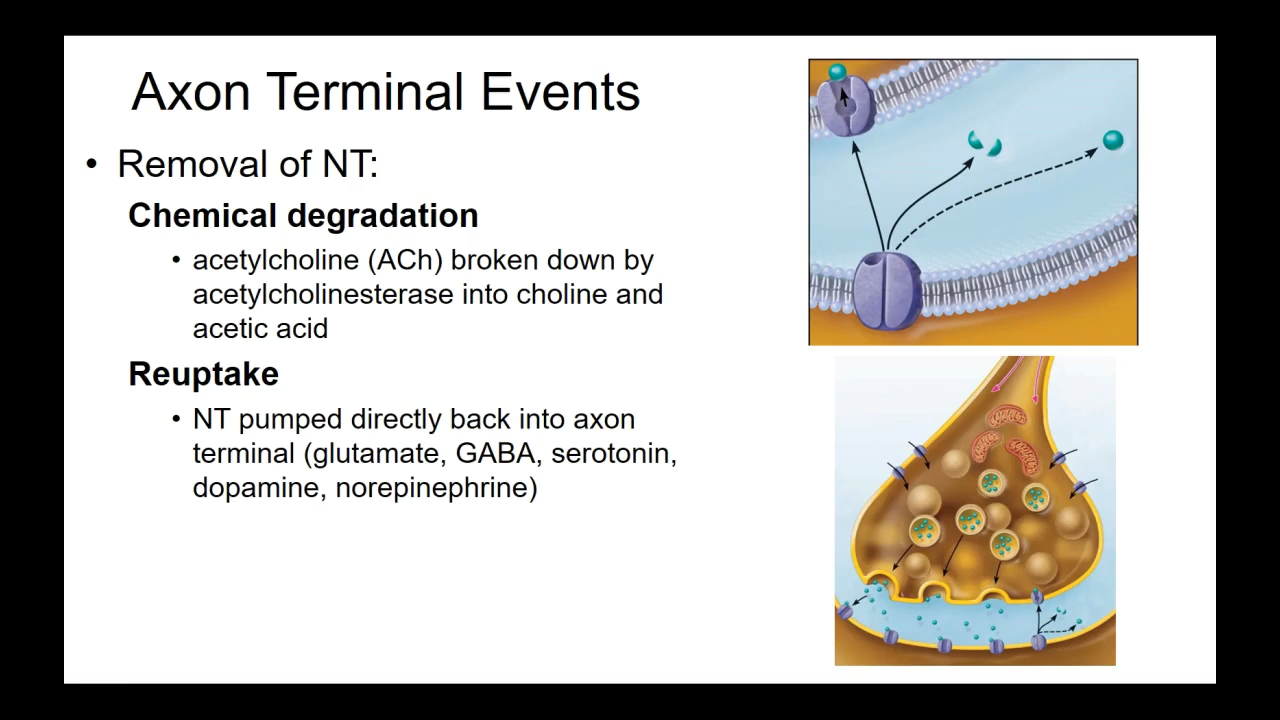 Axon Terminal Events
• Removal of NT:
Chemical degradation
• acetylcholine (ACh) broken down by
acetylcholinesterase into choline and
acetic acid
Reuptake
• NT pumped directly back into axon
terminal (glutamate, GABA, serotonin,
dopamine, norepinephrine)